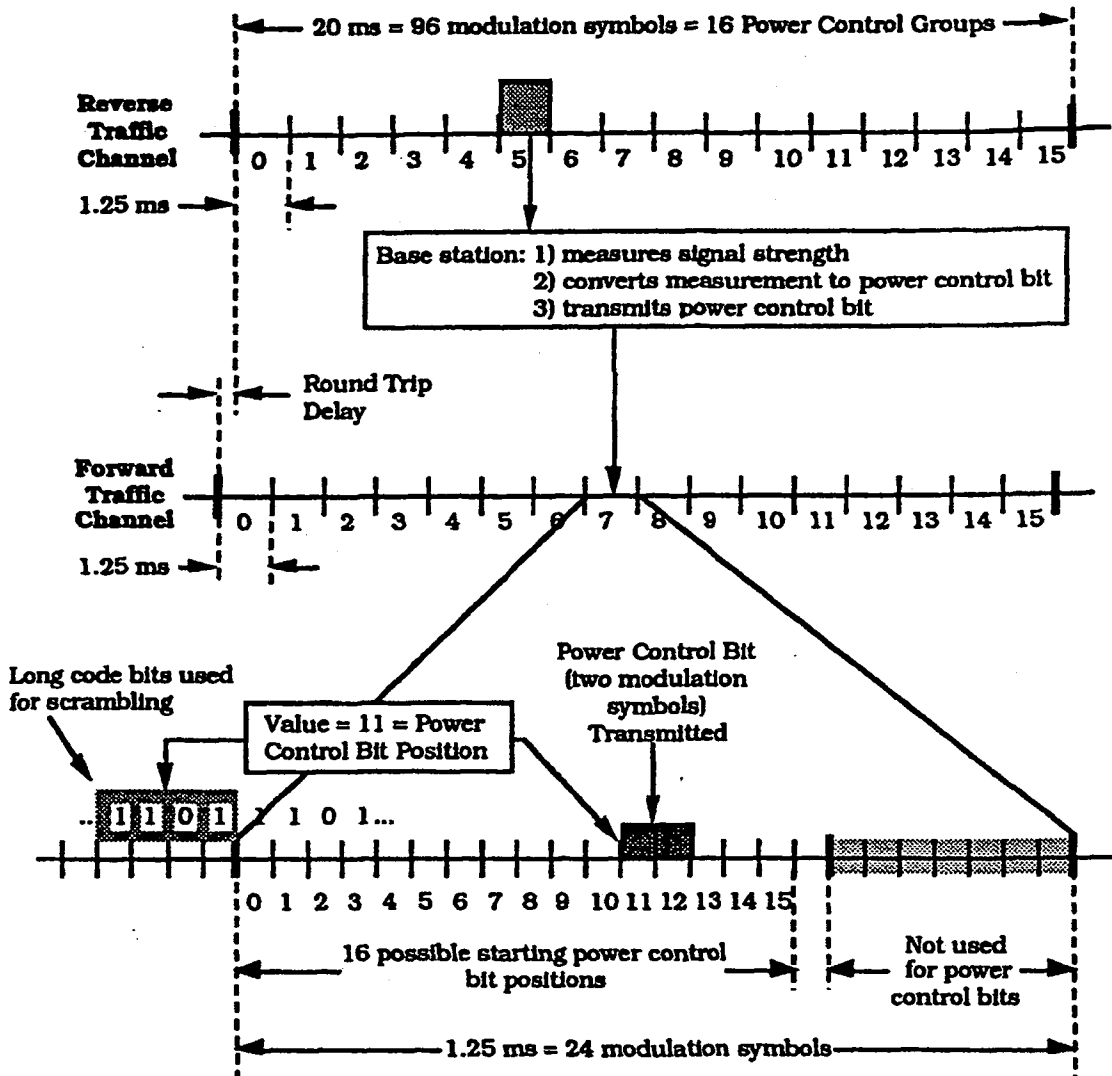 20 ms = 96 modulation symbols = 16 Power Control Groups
Reverse
Traffic
Channel
0 1 2 3 4 5 6 7 8 9 10 11 12 13 14 15
1.25 ms
Base station: 1) measures signal strength
2) converts measurement to power control bit
3) transmits power control bit
Round Trip
Delay
Forward
Traffic
Channel
0 1 2 3 4 5 6 7 8 9 10 11 12 13 14 15
1.25 ms
Long code bits used
for scrambling
Value = 11 = Power
Control Bit Position
Power Control Bit
(two modulation
symbols)
Transmitted
.. 1 1 0 1 1 1 0 1...
0 1 2 3 4 5 6 7 8 9 10 11 12 13 14 15
16 possible starting power control
bit positions
Not used
for power
control bits
1.25 ms = 24 modulation symbols